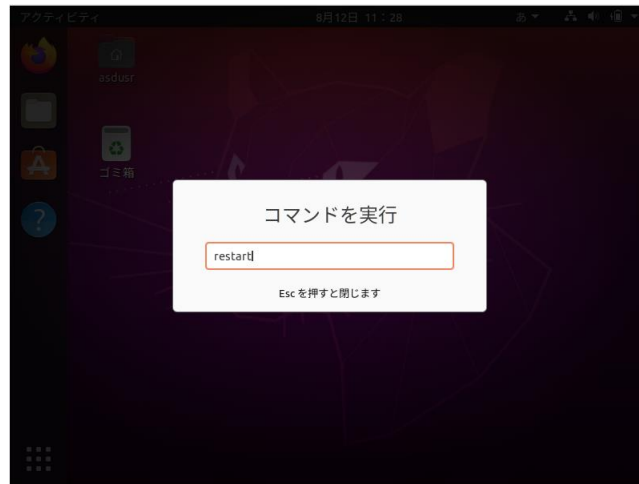 アクティビティ
8月12日 11：28
あ
asdusr
ゴミ箱
コマンドを実行
restart
Esc を押すと閉じます